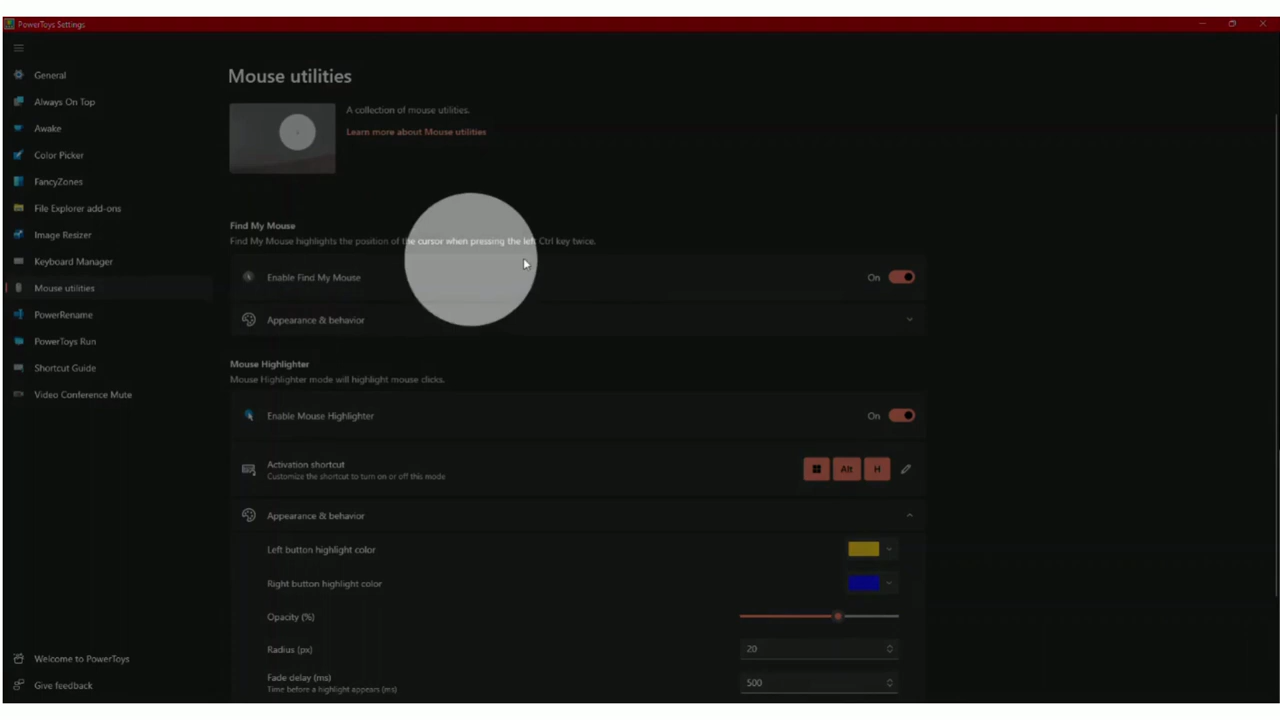 PowerToys Settings
General
Always On Top
Awake
Color Picker
FancyZones
File Explorer add-ons
Image Resizer
Keyboard Manager
Mouse utilities
PowerRename
PowerToys Run
Shortcut Guide
Video Conference Mute
Welcome to PowerToys
Give feedback
Mouse utilities
A collection of mouse utilities.
Learn more about Mouse utilities
Find My Mouse
Find My Mouse highlights the position of the cursor when pressing the left Ctrl key twice.
Enable Find My Mouse
On
Appearance & behavior
Mouse Highlighter
Mouse Highlighter mode will highlight mouse clicks.
Enable Mouse Highlighter
On
Activation shortcut
Customize the shortcut to turn on or off this mode
Alt
H
Appearance & behavior
Left button highlight color
Right button highlight color
Opacity (%)
Radius (px)
20
Fade delay (ms)
Time before a highlight appears (ms)
500